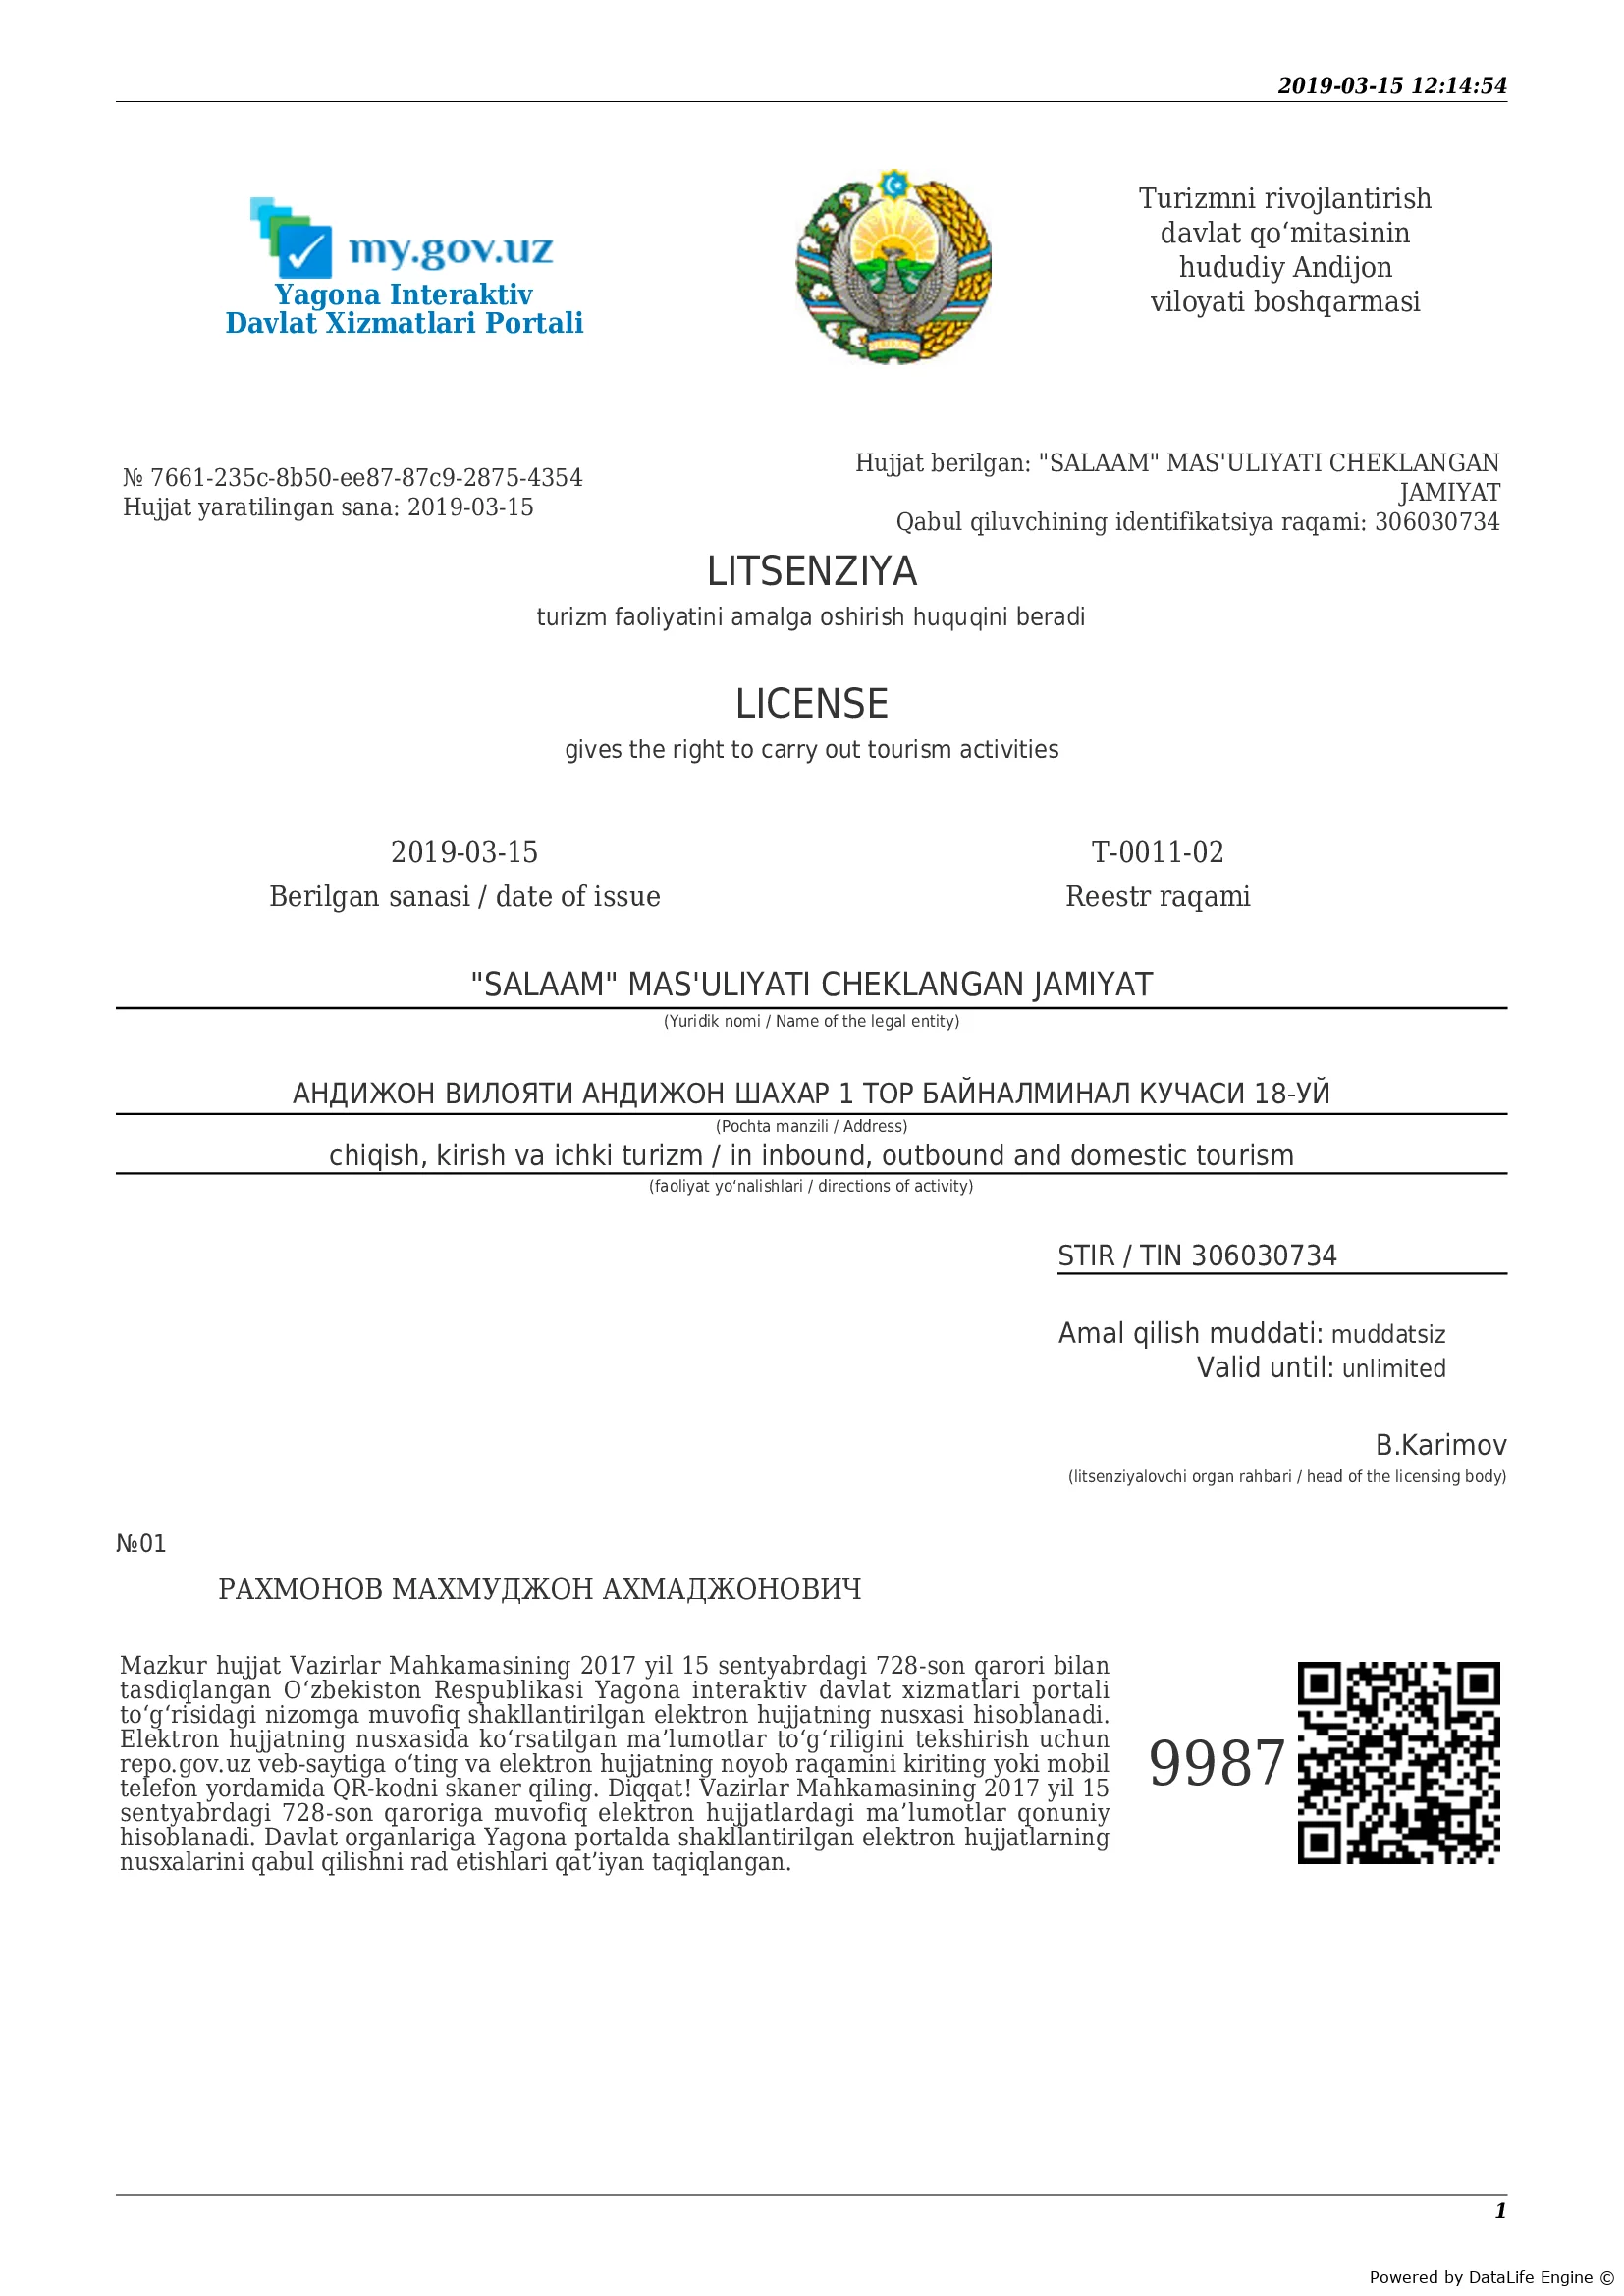 2019-03-15 12:14:54
my.gov.uz
Yagona Interaktiv
Davlat Xizmatlari Portali
Turizmni rivojlantirish
davlat qo‘mitasinin
hududiy Andijon
viloyati boshqarmasi
№ 7661-235c-8b50-ee87-87c9-2875-4354
Hujjat yaratilingan sana: 2019-03-15
Hujjat berilgan: "SALAAM" MAS'ULIYATI CHEKLANGAN
JAMIYAT
Qabul qiluvchining identifikatsiya raqami: 306030734
LITSENZIYA
turizm faoliyatini amalga oshirish huquqini beradi
LICENSE
gives the right to carry out tourism activities
2019-03-15
Berilgan sanasi / date of issue
T-0011-02
Reestr raqami
"SALAAM" MAS'ULIYATI CHEKLANGAN JAMIYAT
(Yuridik nomi / Name of the legal entity)
АНДИЖОН ВИЛОЯТИ АНДИЖОН ШАХАР 1 ТОР БАЙНАЛМИНАЛ КУЧАСИ 18-УЙ
(Pochta manzili / Address)
chiqish, kirish va ichki turizm / in inbound, outbound and domestic tourism
(faoliyat yo‘nalishlari / directions of activity)
STIR / TIN 306030734
Amal qilish muddati: muddatsiz
Valid until: unlimited
B.Karimov
(litsenziyalovchi organ rahbari / head of the licensing body)
№01
РАХМОНОВ МАХМУДЖОН АХМАДЖОНОВИЧ
Mazkur hujjat Vazirlar Mahkamasining 2017 yil 15 sentyabrdagi 728-son qarori bilan
tasdiqlangan O‘zbekiston Respublikasi Yagona interaktiv davlat xizmatlari portali
to‘g‘risidagi nizomga muvofiq shakllantirilgan elektron hujjatning nusxasi hisoblanadi.
Elektron hujjatning nusxasida ko‘rsatilgan ma’lumotlar to‘g‘riligini tekshirish uchun
repo.gov.uz veb-saytiga o‘ting va elektron hujjatning noyob raqamini kiriting yoki mobil
telefon yordamida QR-kodni skaner qiling. Diqqat! Vazirlar Mahkamasining 2017 yil 15
sentyabrdagi 728-son qaroriga muvofiq elektron hujjatlardagi ma’lumotlar qonuniy
hisoblanadi. Davlat organlariga Yagona portalda shakllantirilgan elektron hujjatlarning
nusxalarini qabul qilishni rad etishlari qat’iyan taqiqlangan.
9987
1
Powered by DataLife Engine ©